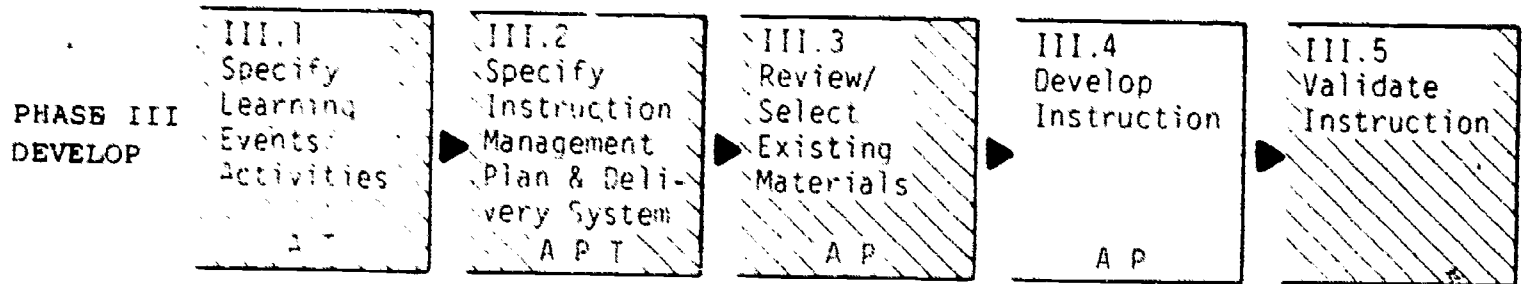 PHASE III
DEVELOP
III.1
Specify
Learning
Events/
Activities
A T
III.2
Specify
Instruction
Management
Plan & Deli-
very System
A P T
III.3
Review/
Select
Existing
Materials
A P
III.4
Develop
Instruction
A P
III.5
Validate
Instruction